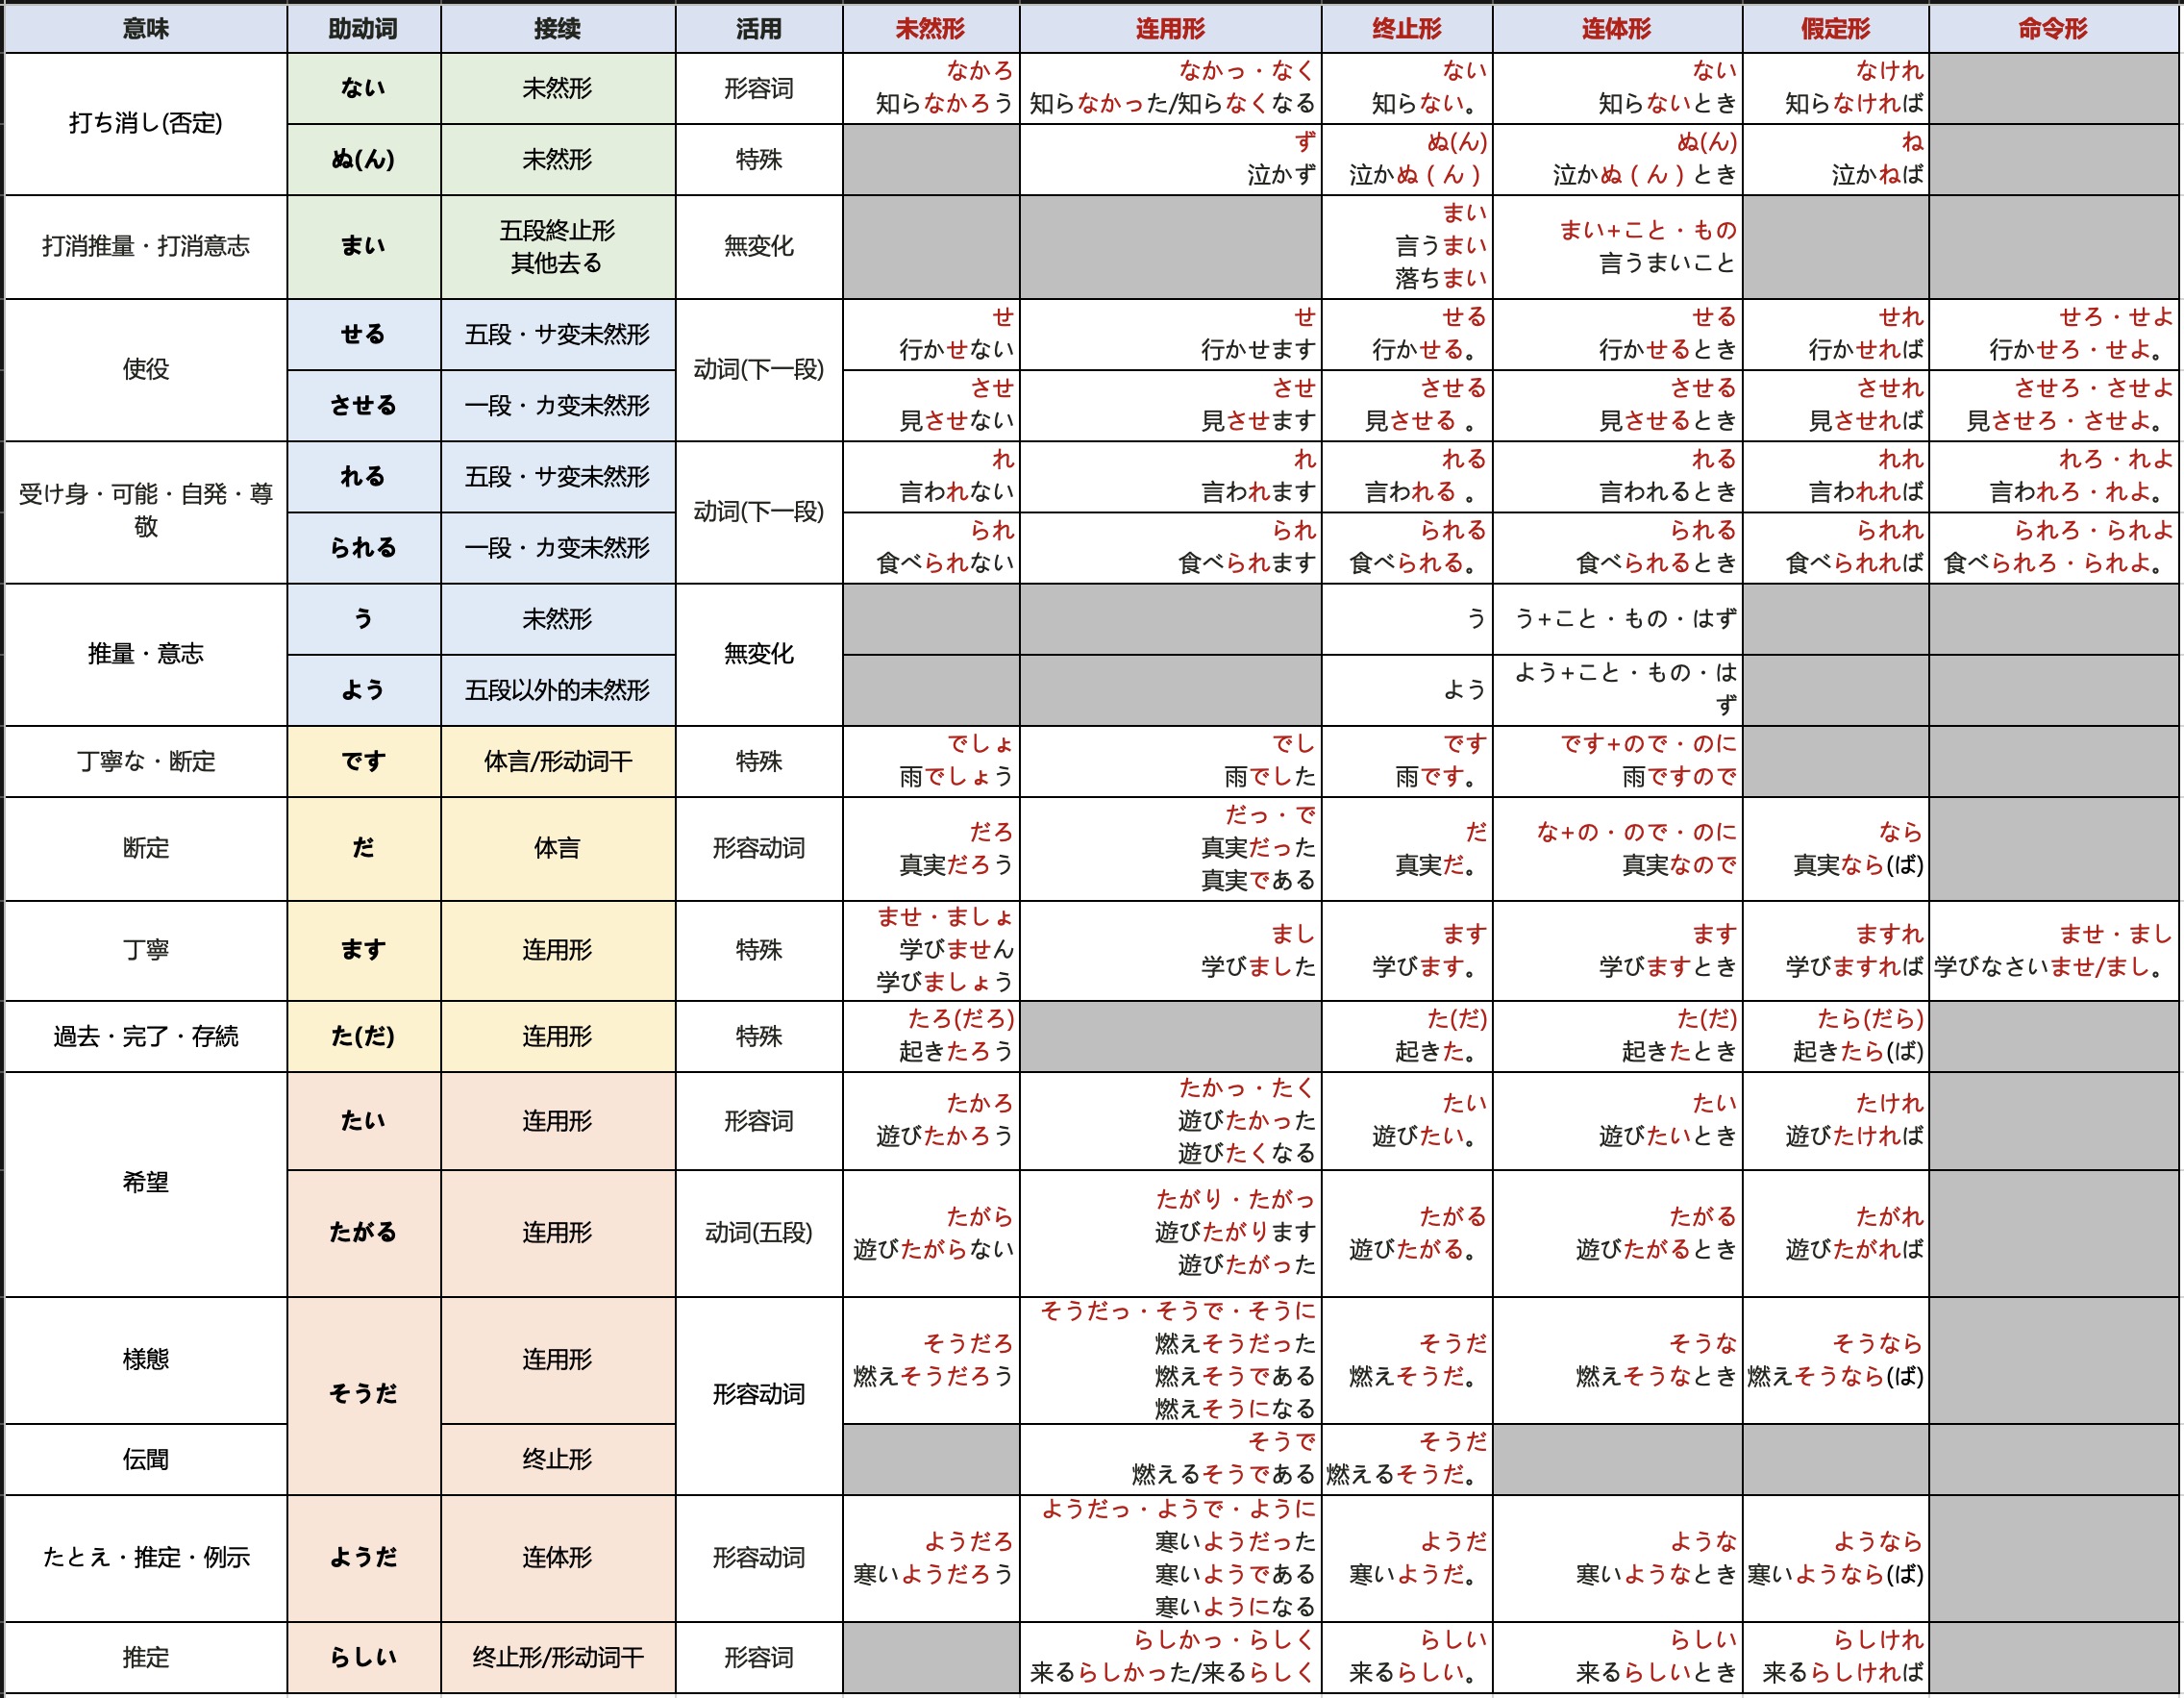 意味 助动词 接续 活用 未然形 连用形 终止形 连体形 假定形 命令形
打ち消し(否定)
ない 未然形 形容词
なかろ
知らなかろう
なかっ・なく
知らなかった/知らなくなる
ない
知らない。
ない
知らないとき
なけれ
知らなければ
ぬ(ん) 未然形 特殊
ず
泣かず
ぬ(ん)
泣かぬ(ん)
ぬ(ん)
泣かぬ(ん)とき
ね
泣かねば
打消推量・打消意志 まい
五段終止形
其他去る
無変化
まい
言うまい
落ちまい
まい+こと・もの
言うまいこと
使役
せる 五段・サ変未然形
动词(下一段)
せ
行かせない
せ
行かせます
せる
行かせる。
せる
行かせるとき
せれ
行かせれば
せろ・せよ
行かせろ・せよ。
させる 一段・カ変未然形
させ
見させない
させ
見させます
させる
見させる 。
させる
見させるとき
させれ
見させれば
させろ・させよ
見させろ・させよ。
受け身・可能・自発・尊
敬
れる 五段・サ変未然形
动词(下一段)
れ
言われない
れ
言われます
れる
言われる 。
れる
言われるとき
れれ
言われれば
れろ・れよ
言われろ・れよ。
られる 一段・カ変未然形
られ
食べられない
られ
食べられます
られる
食べられる。
られる
食べられるとき
られれ
食べられれば
られろ・られよ
食べられろ・られよ。
推量・意志
う 未然形
無変化
う
う+こと・もの・はず
よう 五段以外的未然形
よう
よう+こと・もの・は
ず
丁寧な・断定 です 体言/形动词干 特殊
でしょ
雨でしょう
でし
雨でした
です
雨です。
です+ので・のに
雨ですので
断定 だ 体言 形容动词
だろ
真実だろう
だっ・で
真実だった
真実である
だ
真実だ。
な+の・ので・のに
真実なので
なら
真実なら(ば)
丁寧 ます 连用形 特殊
ませ・ましょ
学びません
学びましょう
まし
学びました
ます
学びます。
ます
学びますとき
ますれ
学びますれば
ませ・まし
学びなさいませ/まし。
過去・完了・存続 た(だ) 连用形 特殊
たろ(だろ)
起きたろう
た(だ)
起きた。
た(だ)
起きたとき
たら(だら)
起きたら(ば)
希望
たい 连用形 形容词
たかろ
遊びたかろう
たかっ・たく
遊びたかった
遊びたくなる
たい
遊びたい。
たい
遊びたいとき
たけれ
遊びたければ
たがる 连用形 动词(五段)
たがら
遊びたがらない
たがり・たがっ
遊びたがります
遊びたがった
たがる
遊びたがる。
たがる
遊びたがるとき
たがれ
遊びたがれば
様態
そうだ
连用形
形容动词
そうだろ
燃えそうだろう
そうだっ・そうで・そうに
燃えそうだった
燃えそうである
燃えそうになる
そうだ
燃えそうだ。
そうな
燃えそうなとき
そうなら
燃えそうなら(ば)
伝聞 终止形
そうで
燃えるそうである
そうだ
燃えるそうだ。
たとえ・推定・例示 ようだ 连体形 形容动词
ようだろ
寒いようだろう
ようだっ・ようで・ように
寒いようだった
寒いようである
寒いようになる
ようだ
寒いようだ。
ような
寒いようなとき
ようなら
寒いようなら(ば)
推定 らしい 终止形/形动词干 形容词
らしかっ・らしく
来るらしかった/来るらしく
らしい
来るらしい。
らしい
来るらしいとき
らしけれ
来るらしければ